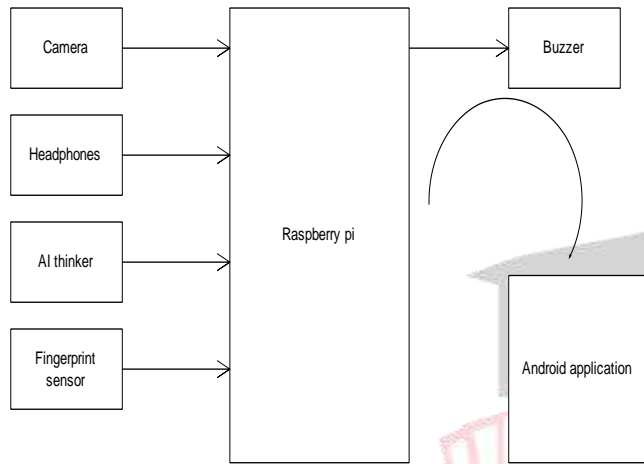 Camera
Buzzer
Headphones
Raspberry pi
AI thinker
Fingerprint
sensor
Android application